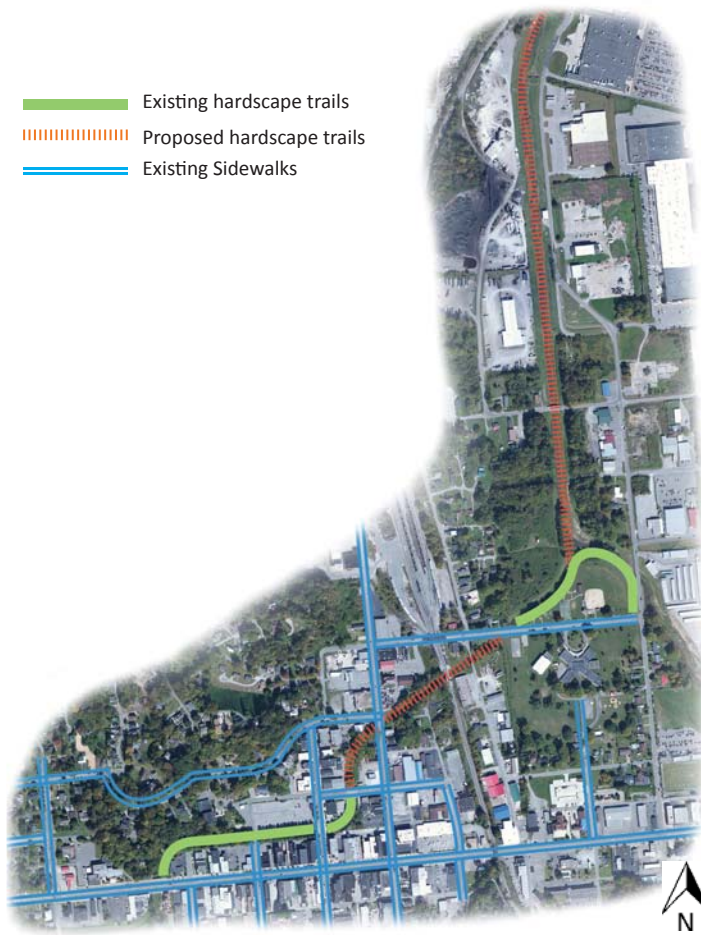 Existing hardscape trails
Proposed hardscape trails
Existing Sidewalks
N